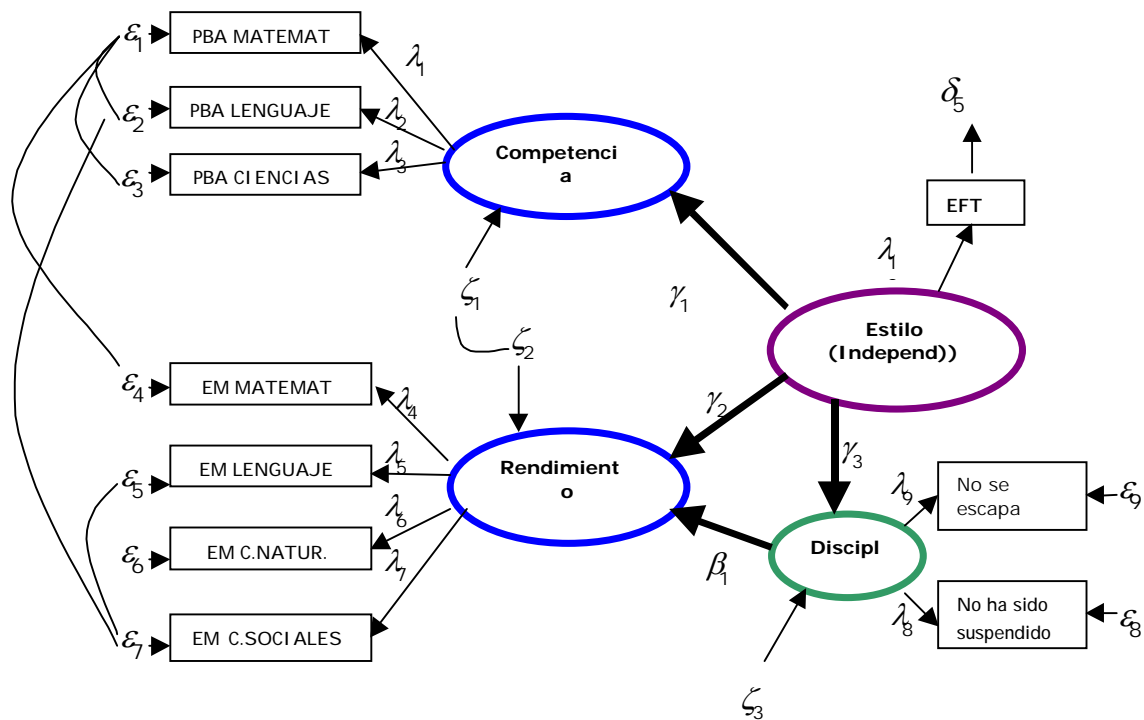 ε1
PBA MATEMAT
λ1
ε2
PBA LENGUAJE
λ2
ε3
PBA CIENCIAS
λ3
Competenci
a
δ5
EFT
λ1
ζ1
γ1
ζ2
Estilo
(Independ))
ε4
EM MATEMAT
λ4
γ2
ε5
EM LENGUAJE
λ5
Rendimient
o
γ3
ε6
EM C.NATUR.
λ6
ε7
EM C.SOCIALES
λ7
β1
Discipl
λ9
No se
escapa
ε9
λ8
No ha sido
suspendido
ε8
ζ3